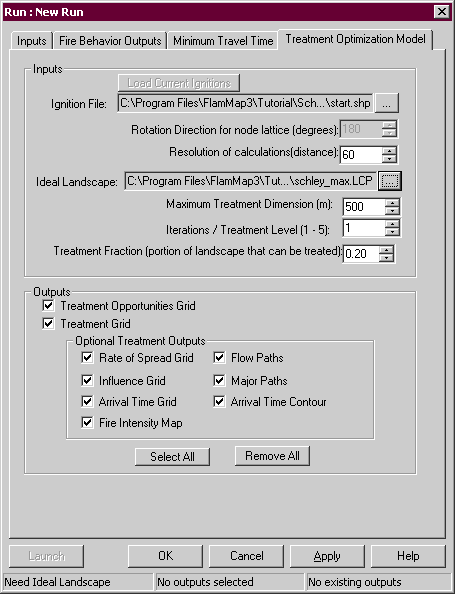 Run : New Run
Inputs
Fire Behavior Outputs
Minimum Travel Time
Treatment Optimization Model
Inputs
Load Current Ignitions
Ignition File: C:\Program Files\FlamMap3\Tutorial\Sch...\start.shp ...
Rotation Direction for node lattice (degrees): 180
Resolution of calculations(distance): 60
Ideal Landscape: C:\Program Files\FlamMap3\Tut...\schley_max.LCP ...
Maximum Treatment Dimension (m): 500
Iterations / Treatment Level (1 - 5): 1
Treatment Fraction (portion of landscape that can be treated): 0.20
Outputs
Treatment Opportunities Grid
Treatment Grid
Optional Treatment Outputs
Rate of Spread Grid
Flow Paths
Influence Grid
Major Paths
Arrival Time Grid
Arrival Time Contour
Fire Intensity Map
Select All
Remove All
Launch
OK
Cancel
Apply
Help
Need Ideal Landscape
No outputs selected
No existing outputs